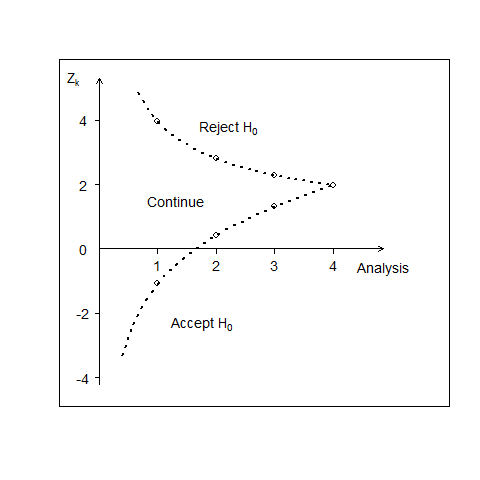 Zk
4
Reject H0
2
Continue
0
1 2 3 4
Analysis
-2
Accept H0
-4